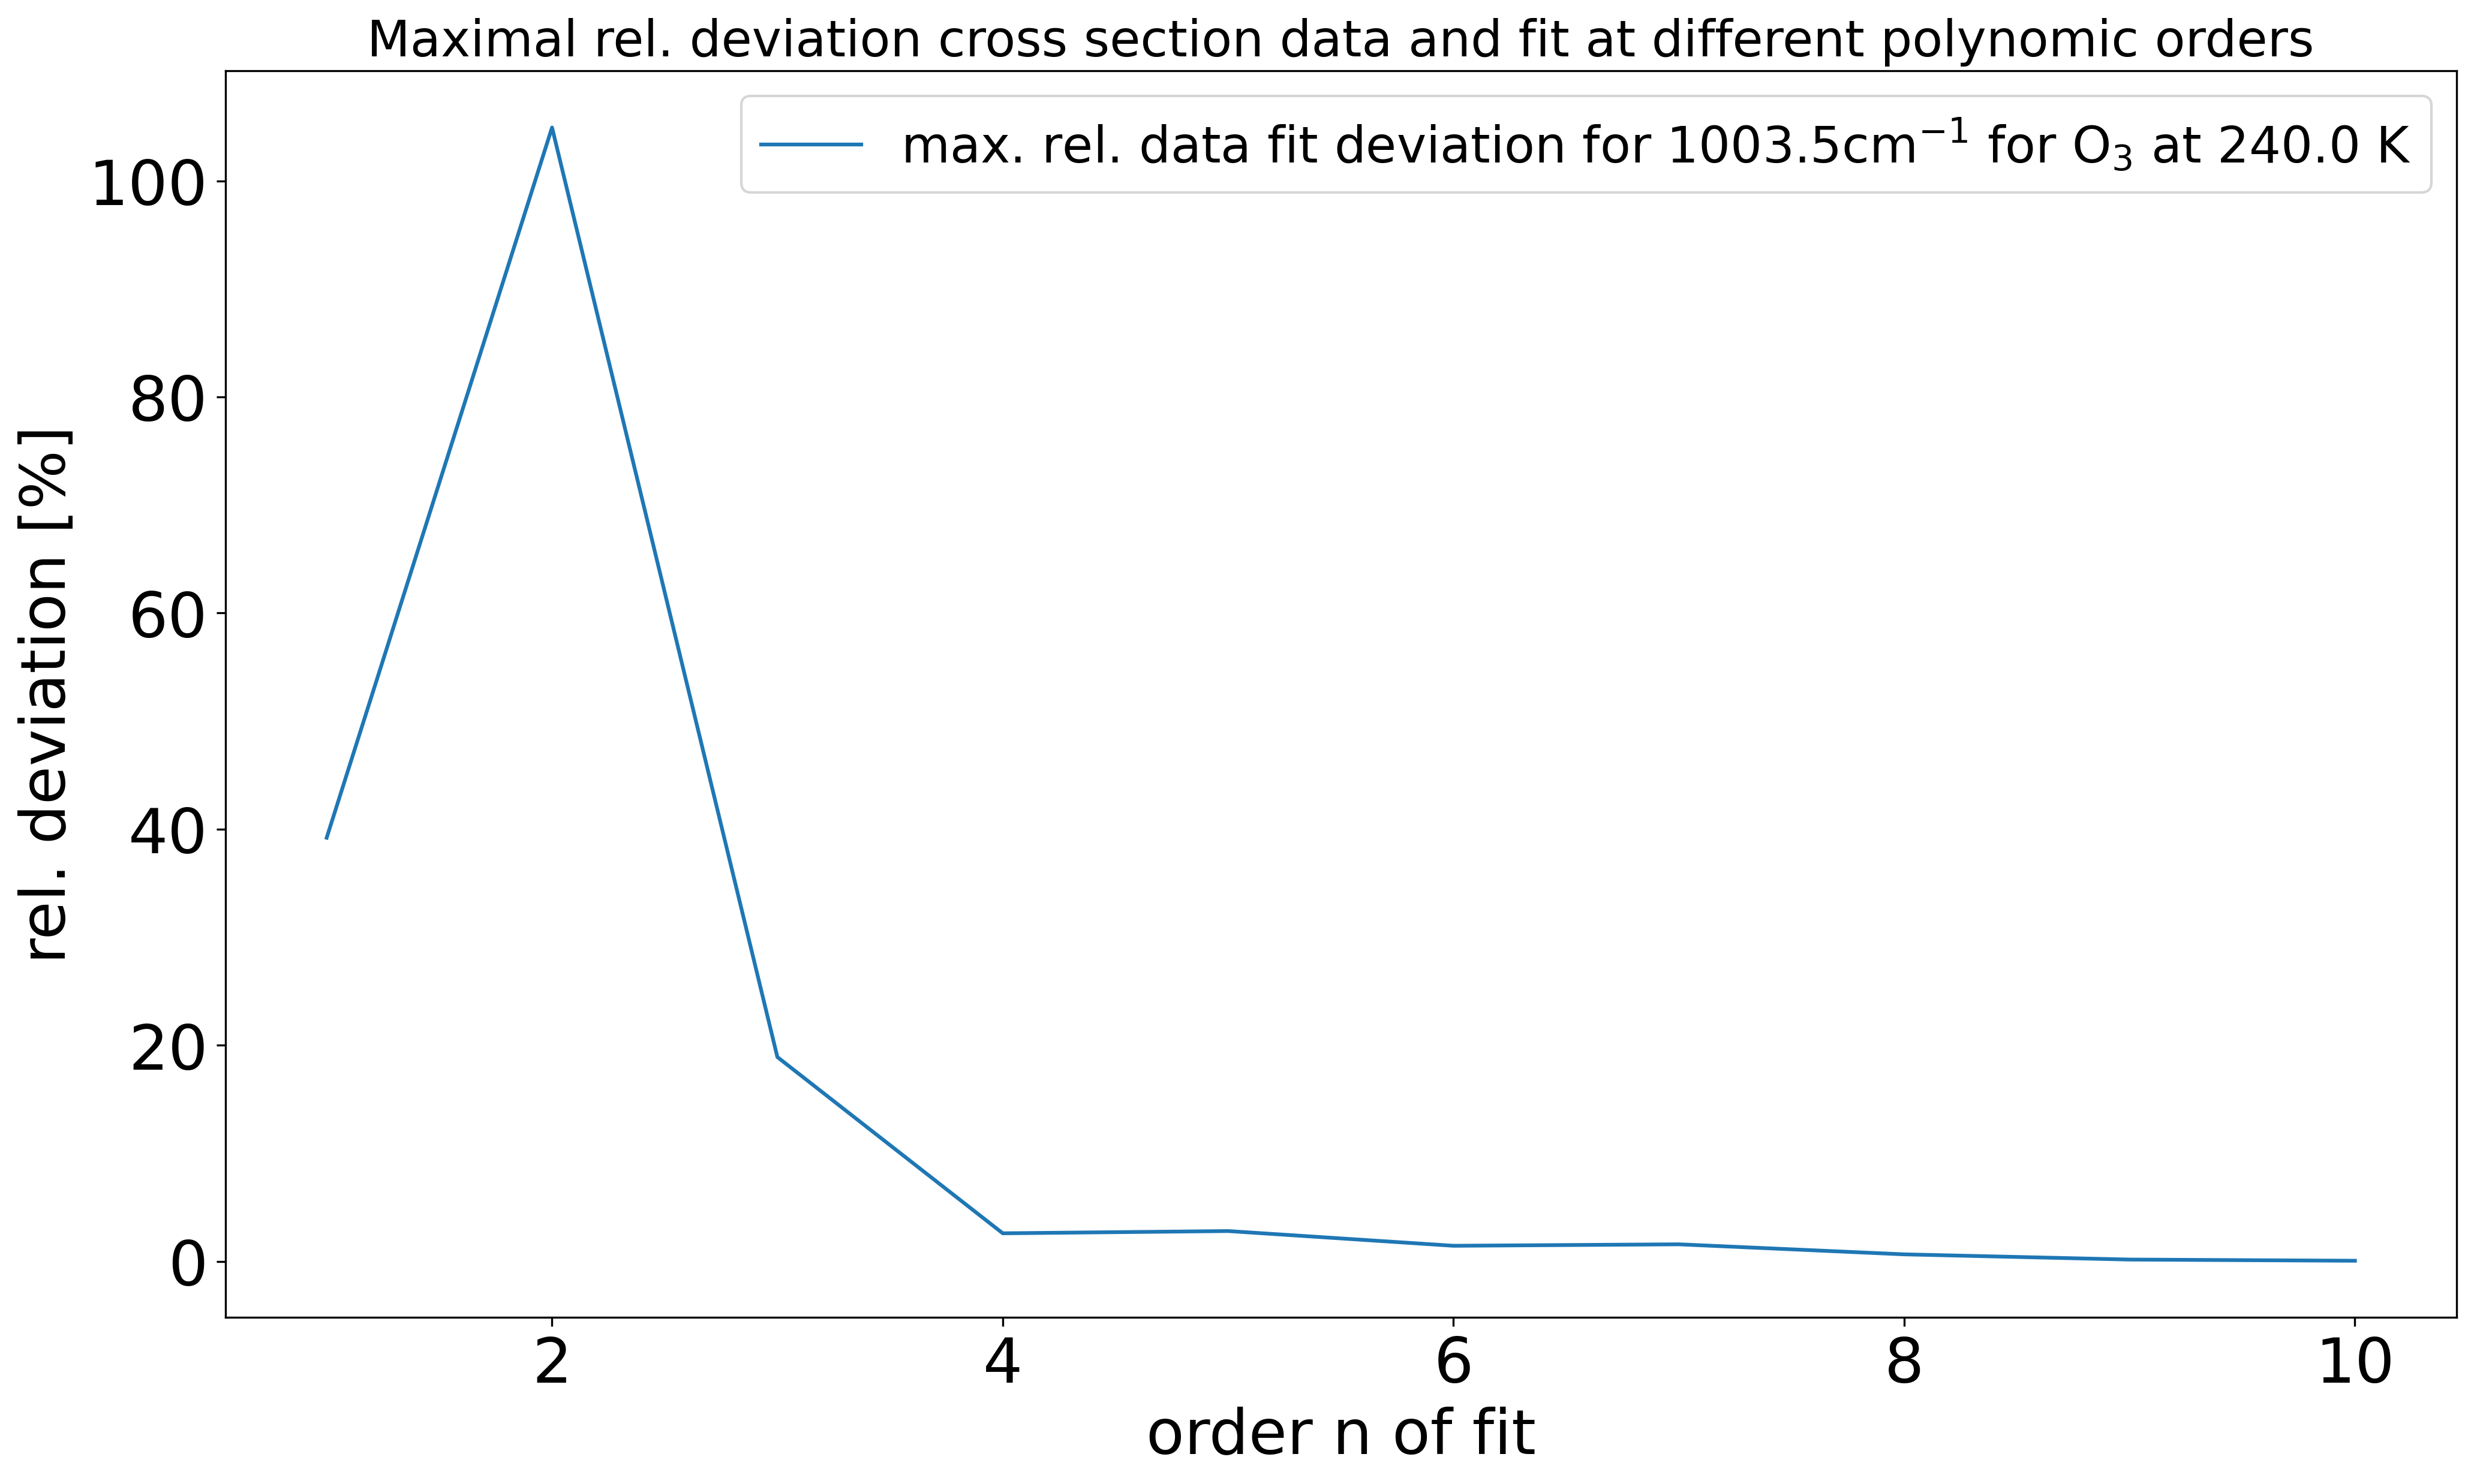 Maximal rel. deviation cross section data and fit at different polynomic orders
max. rel. data fit deviation for 1003.5cm⁻¹ for O₃ at 240.0 K
rel. deviation [%]
100
80
60
40
20
0
2 4 6 8 10
order n of fit